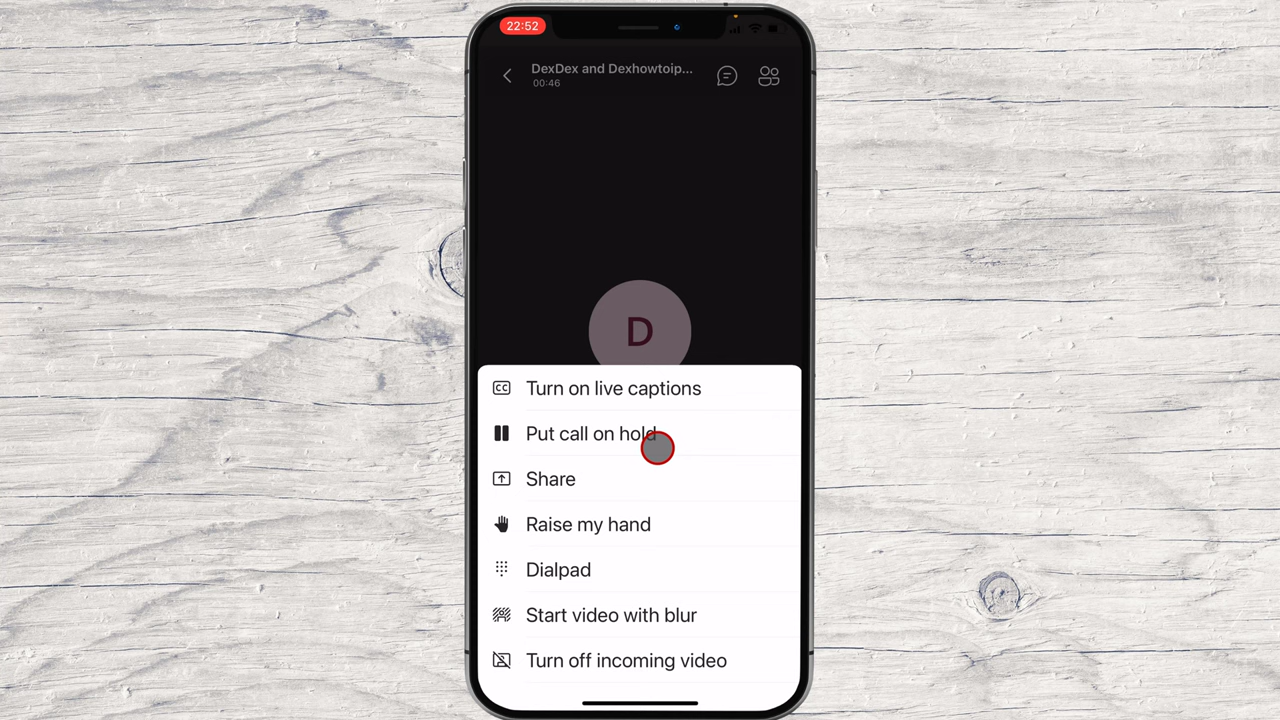 22:52
DexDex and Dexhowtoip...
00:46
D
CC Turn on live captions
Put call on hold
Share
Raise my hand
Dialpad
Start video with blur
Turn off incoming video